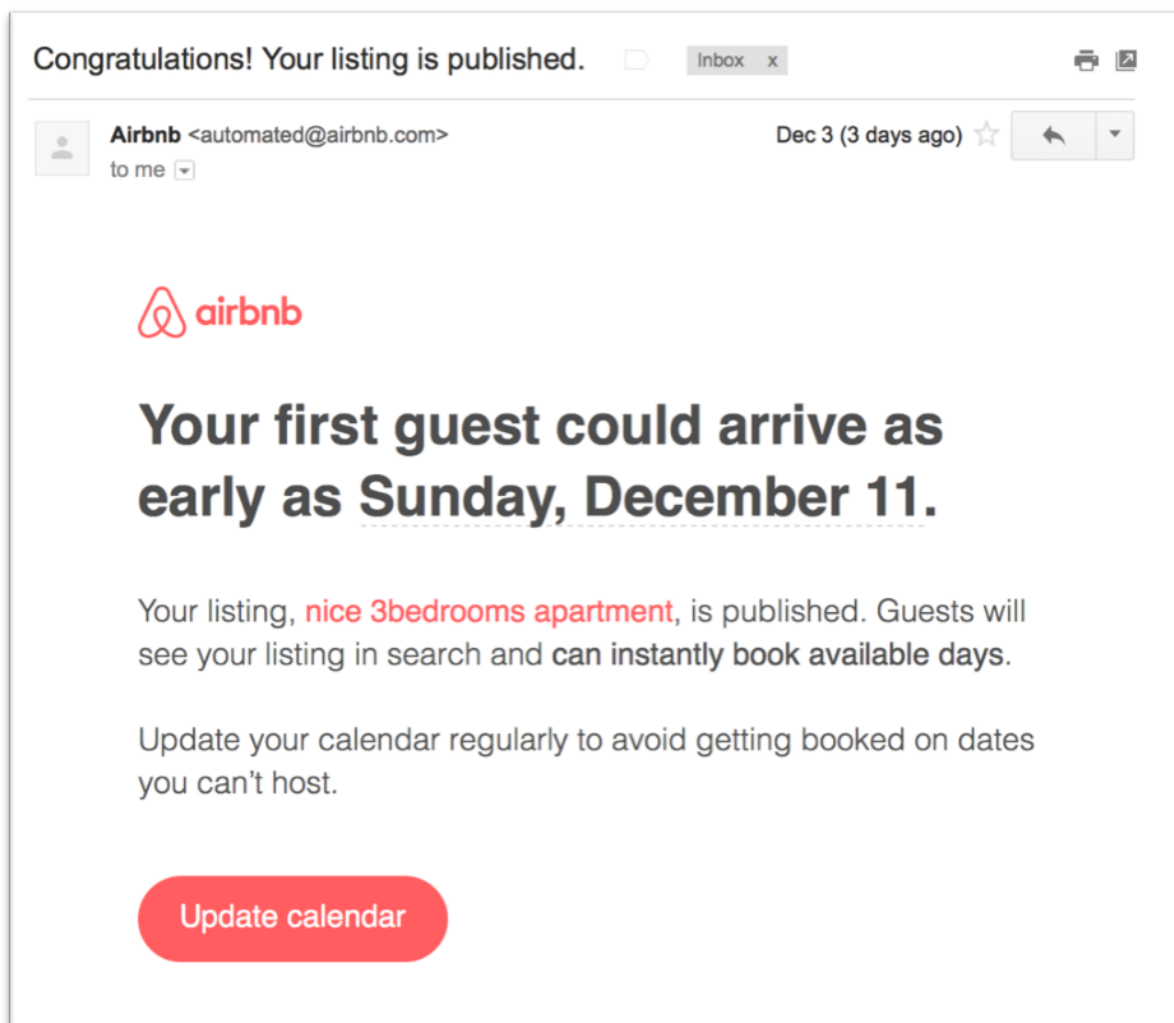 Congratulations! Your listing is published.
Inbox x
Airbnb <automated@airbnb.com>
Dec 3 (3 days ago)
to me
airbnb
Your first guest could arrive as
early as Sunday, December 11.
Your listing, nice 3bedrooms apartment, is published. Guests will
see your listing in search and can instantly book available days.
Update your calendar regularly to avoid getting booked on dates
you can't host.
Update calendar